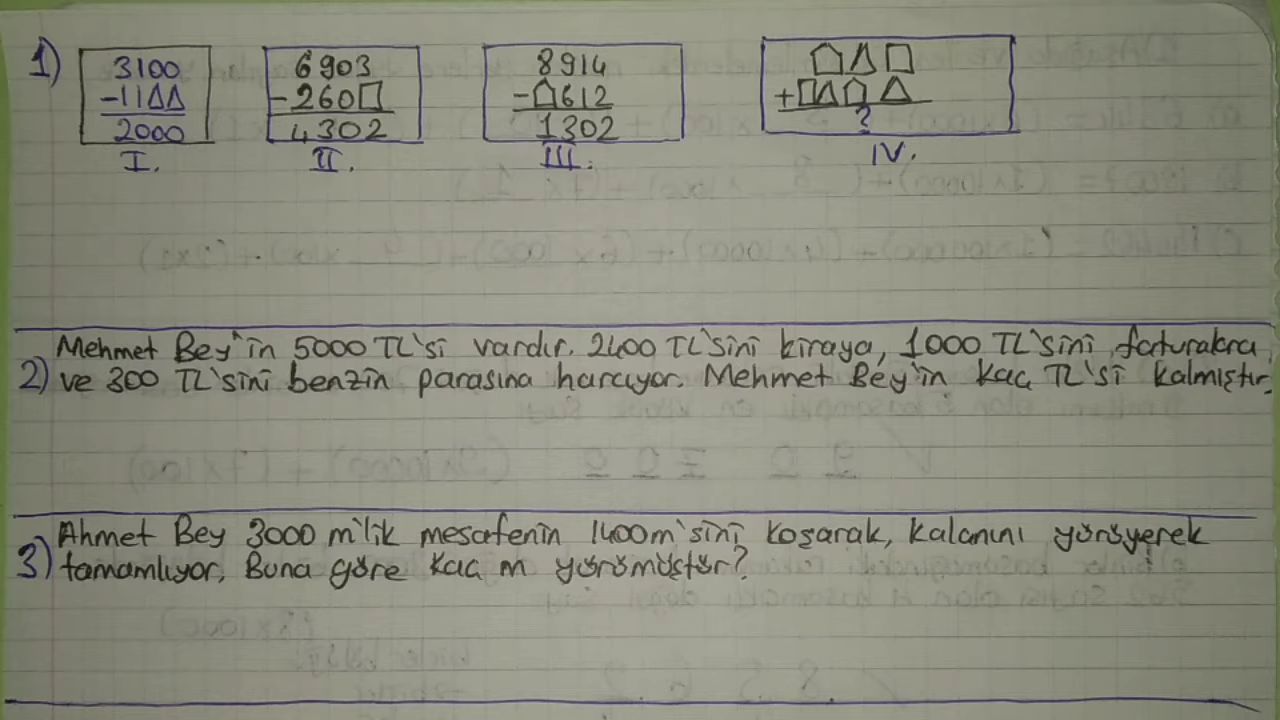 1)
3100
-11△△
2000
I.
6903
-260□
4302
II.
8914
-⌂612
1302
III.
⌂△□
+□△⌂△
?
IV.
Mehmet Bey'in 5000 TL'si vardır. 2400 TL'sini kiraya, 1000 TL'sini faturalara
2) ve 300 TL'sini benzin parasına harcıyor. Mehmet Bey'in kaç TL'si kalmıştır.
Ahmet Bey 3000 m'lik mesafenin 1400m'sini koşarak, kalanını yürüyerek
3) tamamlıyor, Buna göre kaç m yürümüştür?